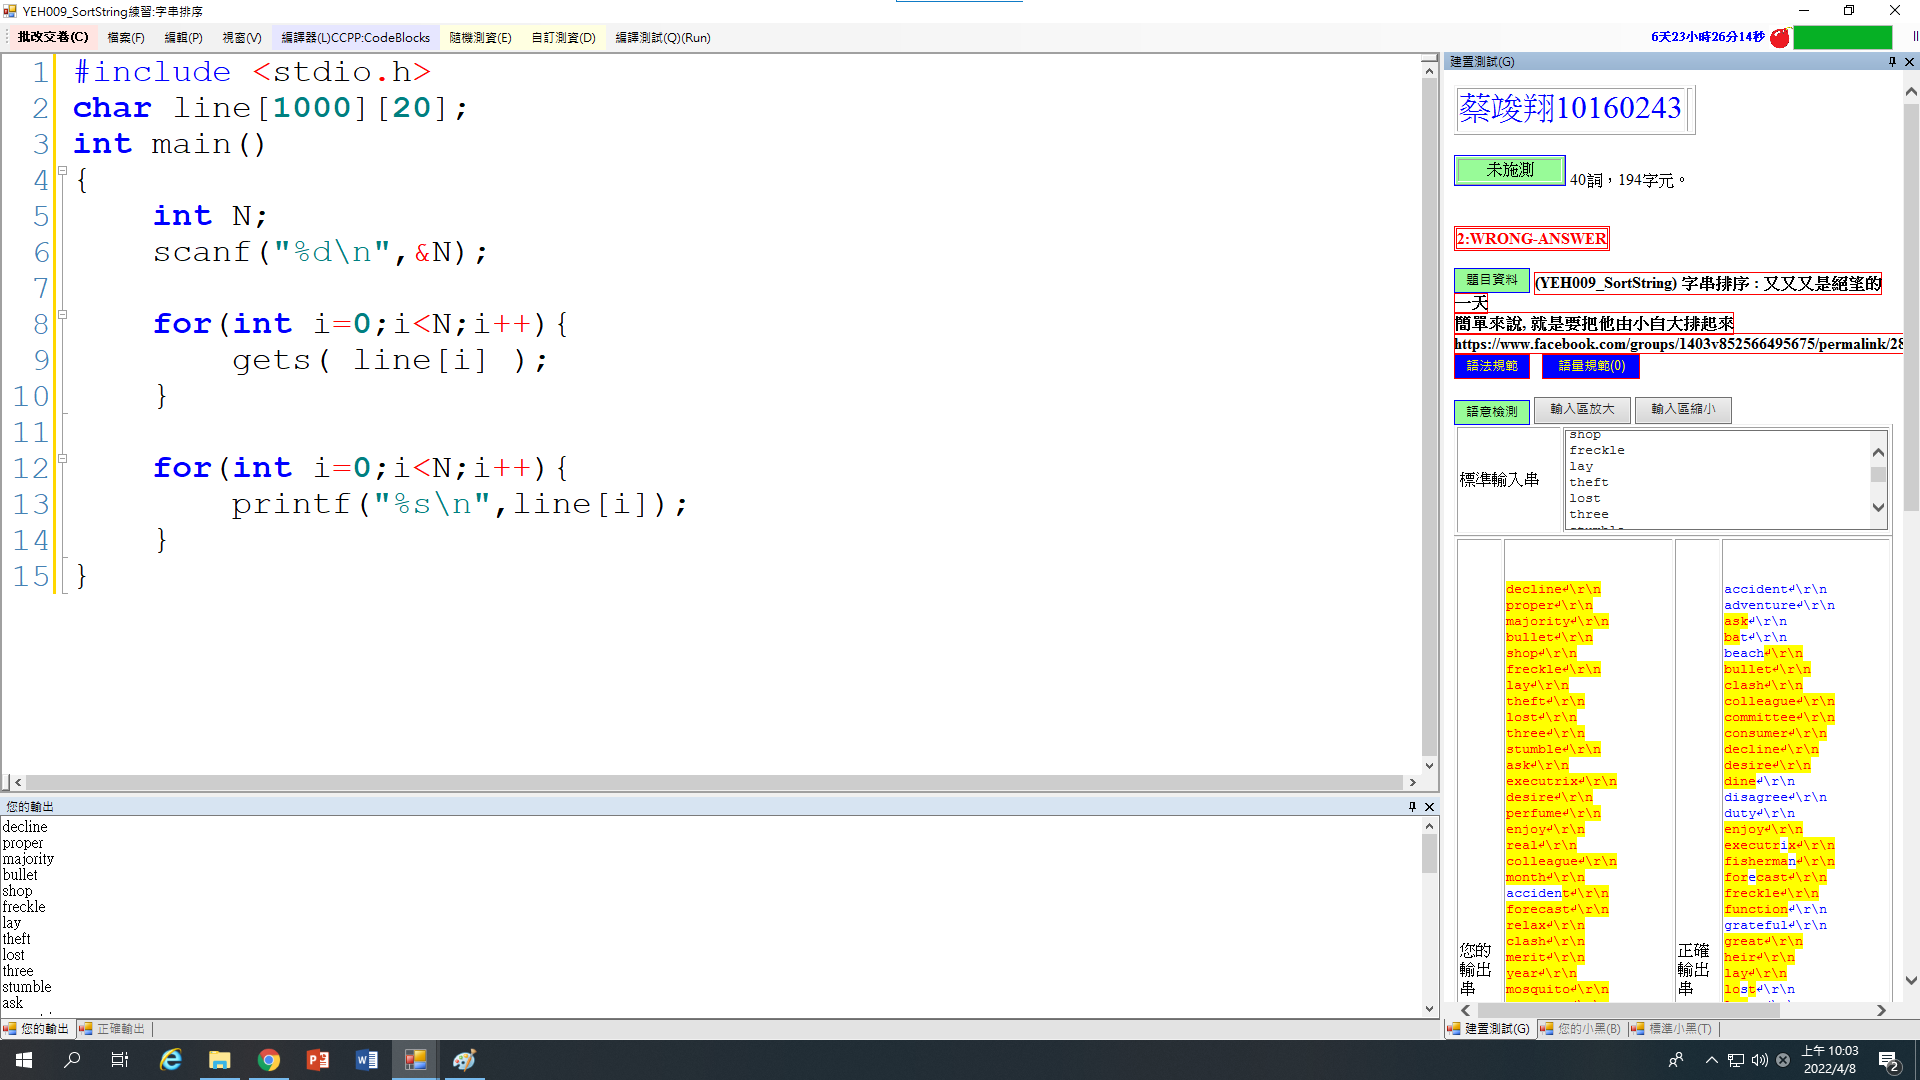 YEH009_SortString練習:字串排序
批改交卷(C) 檔案(F) 編輯(P) 視窗(V) 編譯器(L)CCPP:CodeBlocks 隨機測資(E) 自訂測資(D) 編譯測試(Q)(Run)
6天23小時26分14秒
1 #include <stdio.h>
2 char line[1000][20];
3 int main()
4 {
5 int N;
6 scanf("%d\n",&N);
7
8 for(int i=0;i<N;i++){
9 gets( line[i] );
10 }
11
12 for(int i=0;i<N;i++){
13 printf("%s\n",line[i]);
14 }
15 }
您的輸出
decline
proper
majority
bullet
shop
freckle
lay
theft
lost
three
stumble
ask
您的輸出 正確輸出
建置測試(G)
蔡竣翔10160243
未施測 40詞，194字元。
2:WRONG-ANSWER
題目資料 (YEH009_SortString) 字串排序 : 又又又是絕望的
一天
簡單來說, 就是要把他由小自大排起來
https://www.facebook.com/groups/1403v852566495675/permalink/28
語法規範 語量規範(0)
語意檢測 輸入區放大 輸入區縮小
標準輸入串
shop
freckle
lay
theft
lost
three
stumble
您的
輸出
串
decline↲\r\n
proper↲\r\n
majority↲\r\n
bullet↲\r\n
shop↲\r\n
freckle↲\r\n
lay↲\r\n
theft↲\r\n
lost↲\r\n
three↲\r\n
stumble↲\r\n
ask↲\r\n
executrix↲\r\n
desire↲\r\n
perfume↲\r\n
enjoy↲\r\n
real↲\r\n
colleague↲\r\n
month↲\r\n
accident↲\r\n
forecast↲\r\n
relax↲\r\n
clash↲\r\n
merit↲\r\n
year↲\r\n
mosquito↲\r\n
正確
輸出
串
accident↲\r\n
adventure↲\r\n
ask↲\r\n
bat↲\r\n
beach↲\r\n
bullet↲\r\n
clash↲\r\n
colleague↲\r\n
committee↲\r\n
consumer↲\r\n
decline↲\r\n
desire↲\r\n
dine↲\r\n
disagree↲\r\n
duty↲\r\n
enjoy↲\r\n
executrix↲\r\n
fisherman↲\r\n
forecast↲\r\n
freckle↲\r\n
function↲\r\n
grateful↲\r\n
great↲\r\n
heir↲\r\n
lay↲\r\n
lost↲\r\n
建置測試(G) 您的小黑(B) 標準小黑(T)
上午 10:03
2022/4/8
2